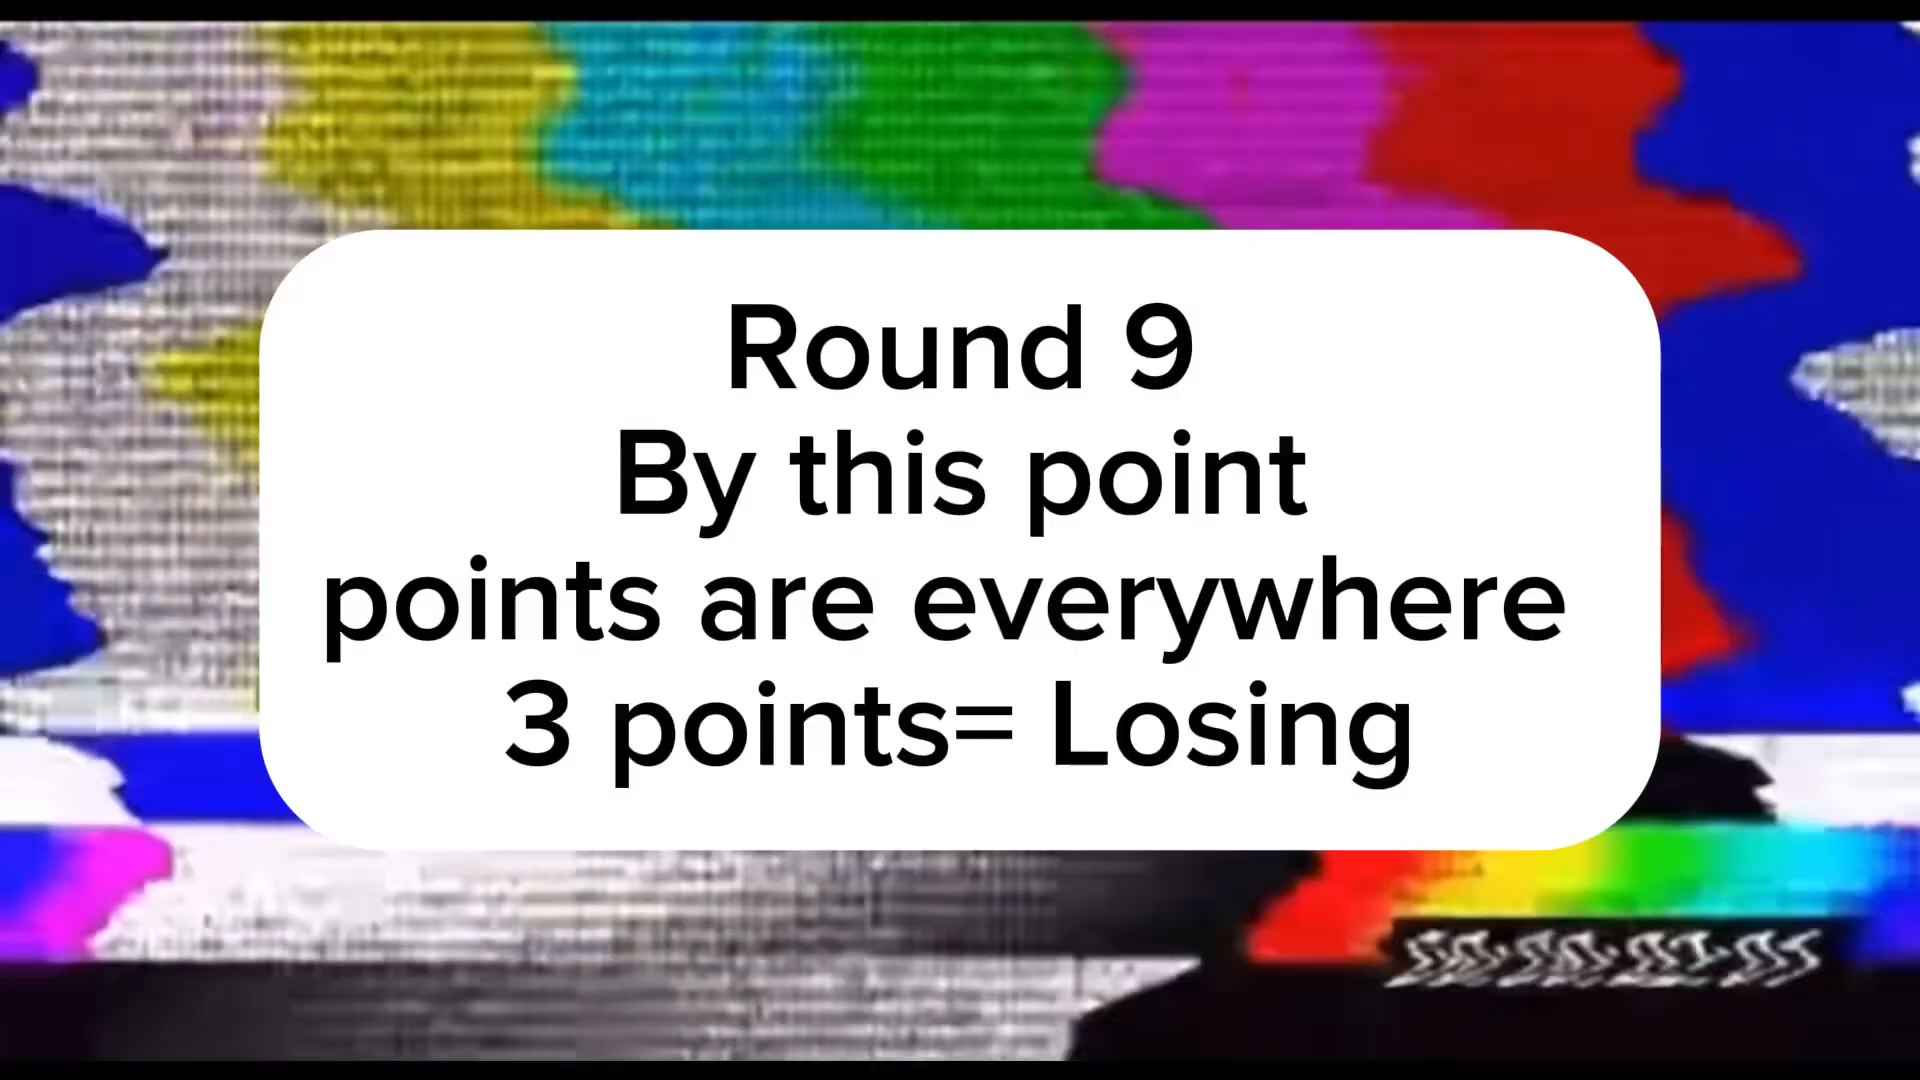 Round 9
By this point
points are everywhere
3 points= Losing